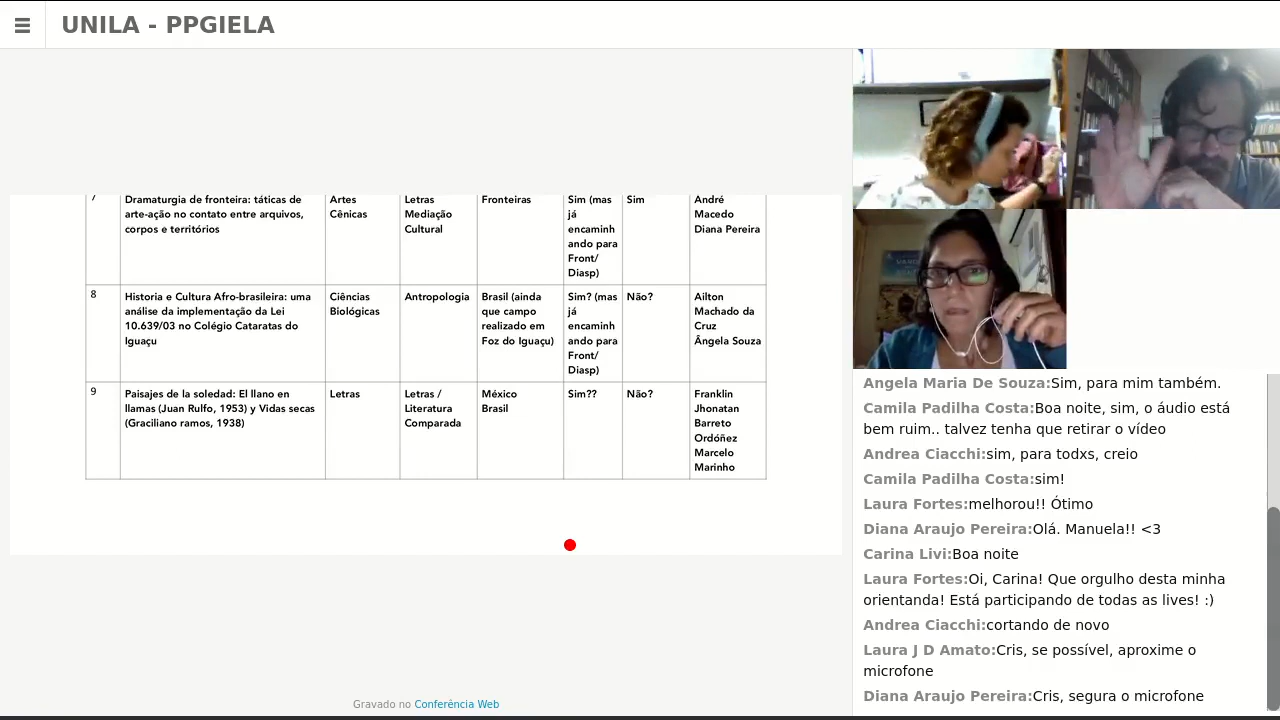 UNILA - PPGIELA
7
Dramaturgia de fronteira: táticas de
arte-ação no contato entre arquivos,
corpos e territórios
Artes
Cênicas
Letras
Mediação
Cultural
Fronteiras
Sim (mas
já
encaminh
ando para
Front/
Diasp)
Sim
André
Macedo
Diana Pereira
8
Historia e Cultura Afro-brasileira: uma
análise da implementação da Lei
10.639/03 no Colégio Cataratas do
Iguaçu
Ciências
Biológicas
Antropologia
Brasil (ainda
que campo
realizado em
Foz do Iguaçu)
Sim? (mas
já
encaminh
ando para
Front/
Diasp)
Não?
Ailton
Machado da
Cruz
Ângela Souza
9
Paisajes de la soledad: El llano en
llamas (Juan Rulfo, 1953) y Vidas secas
(Graciliano ramos, 1938)
Letras
Letras /
Literatura
Comparada
México
Brasil
Sim??
Não?
Franklin
Jhonatan
Barreto
Ordóñez
Marcelo
Marinho
Gravado no Conferência Web
Angela Maria De Souza:Sim, para mim também.
Camila Padilha Costa:Boa noite, sim, o áudio está
bem ruim.. talvez tenha que retirar o vídeo
Andrea Ciacchi:sim, para todxs, creio
Camila Padilha Costa:sim!
Laura Fortes:melhorou!! Ótimo
Diana Araujo Pereira:Olá. Manuela!! <3
Carina Livi:Boa noite
Laura Fortes:Oi, Carina! Que orgulho desta minha
orientanda! Está participando de todas as lives! :)
Andrea Ciacchi:cortando de novo
Laura J D Amato:Cris, se possível, aproxime o
microfone
Diana Araujo Pereira:Cris, segura o microfone